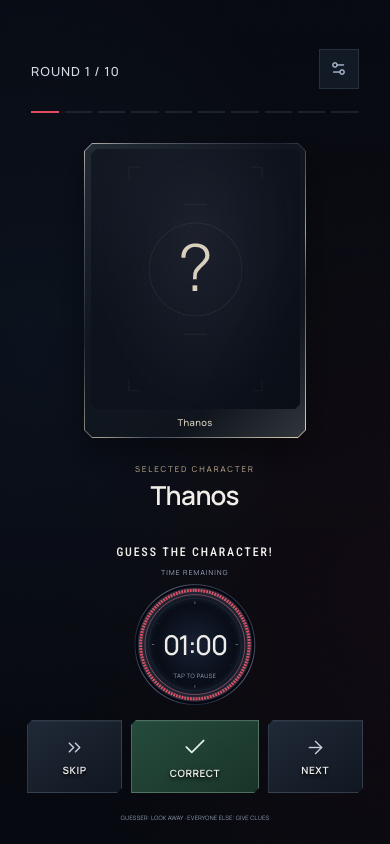 ROUND 1 / 10
?
Thanos
SELECTED CHARACTER
Thanos
GUESS THE CHARACTER!
TIME REMAINING
01:00
TAP TO PAUSE
SKIP
CORRECT
NEXT
GUESSER: LOOK AWAY · EVERYONE ELSE: GIVE CLUES